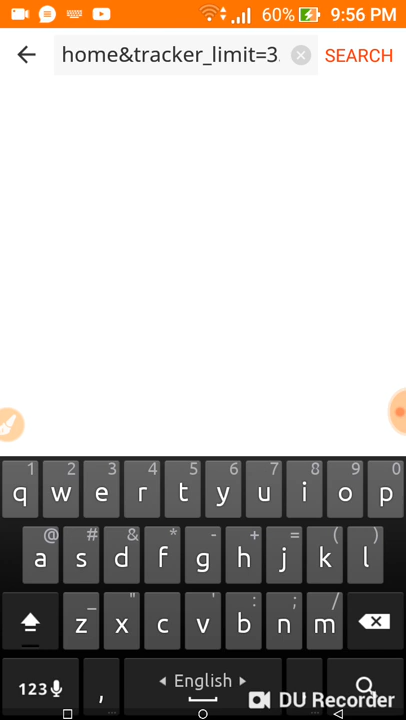 60% 9:56 PM
home&tracker_limit=3. SEARCH
1 2 3 4 5 6 7 8 9 0
q w e r t y u i o p
@ # & * - + = ( )
a s d f g h j k l
_ " ' : ; /
z x c v b n m
123 , English
DU Recorder